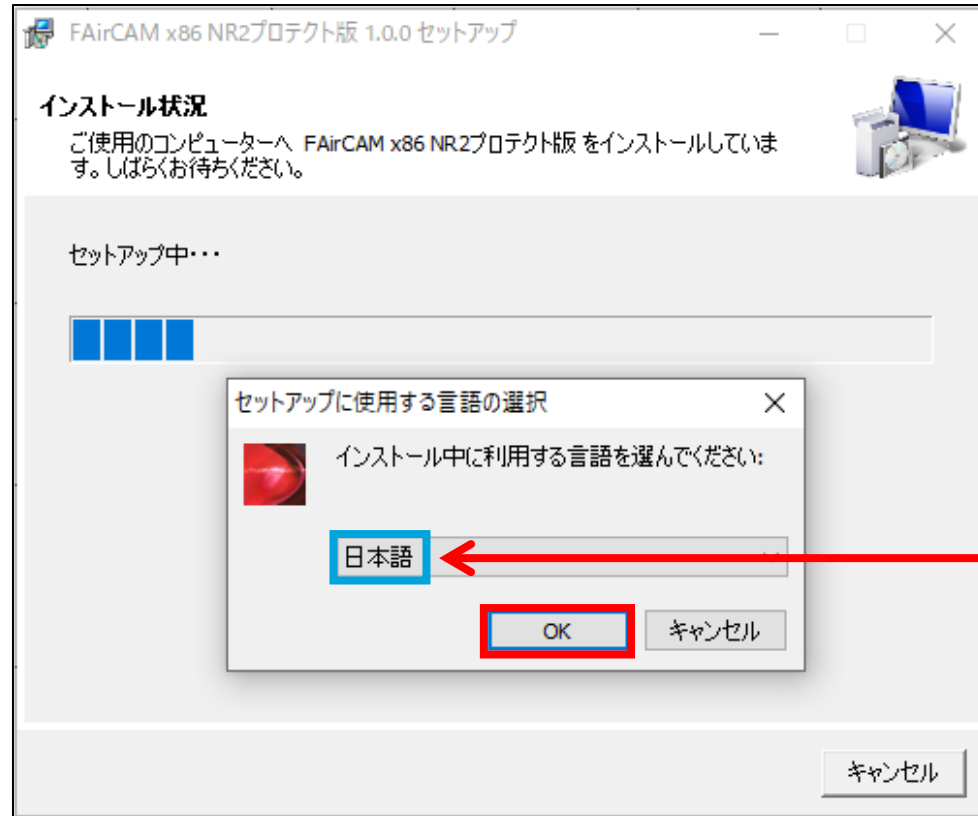 FAirCAM x86 NR2プロテクト版 1.0.0 セットアップ
インストール状況
ご使用のコンピューターへ FAirCAM x86 NR2プロテクト版 をインストールしていま
す。しばらくお待ちください。
セットアップ中・・・
セットアップに使用する言語の選択
インストール中に利用する言語を選んでください:
日本語
OK キャンセル
キャンセル